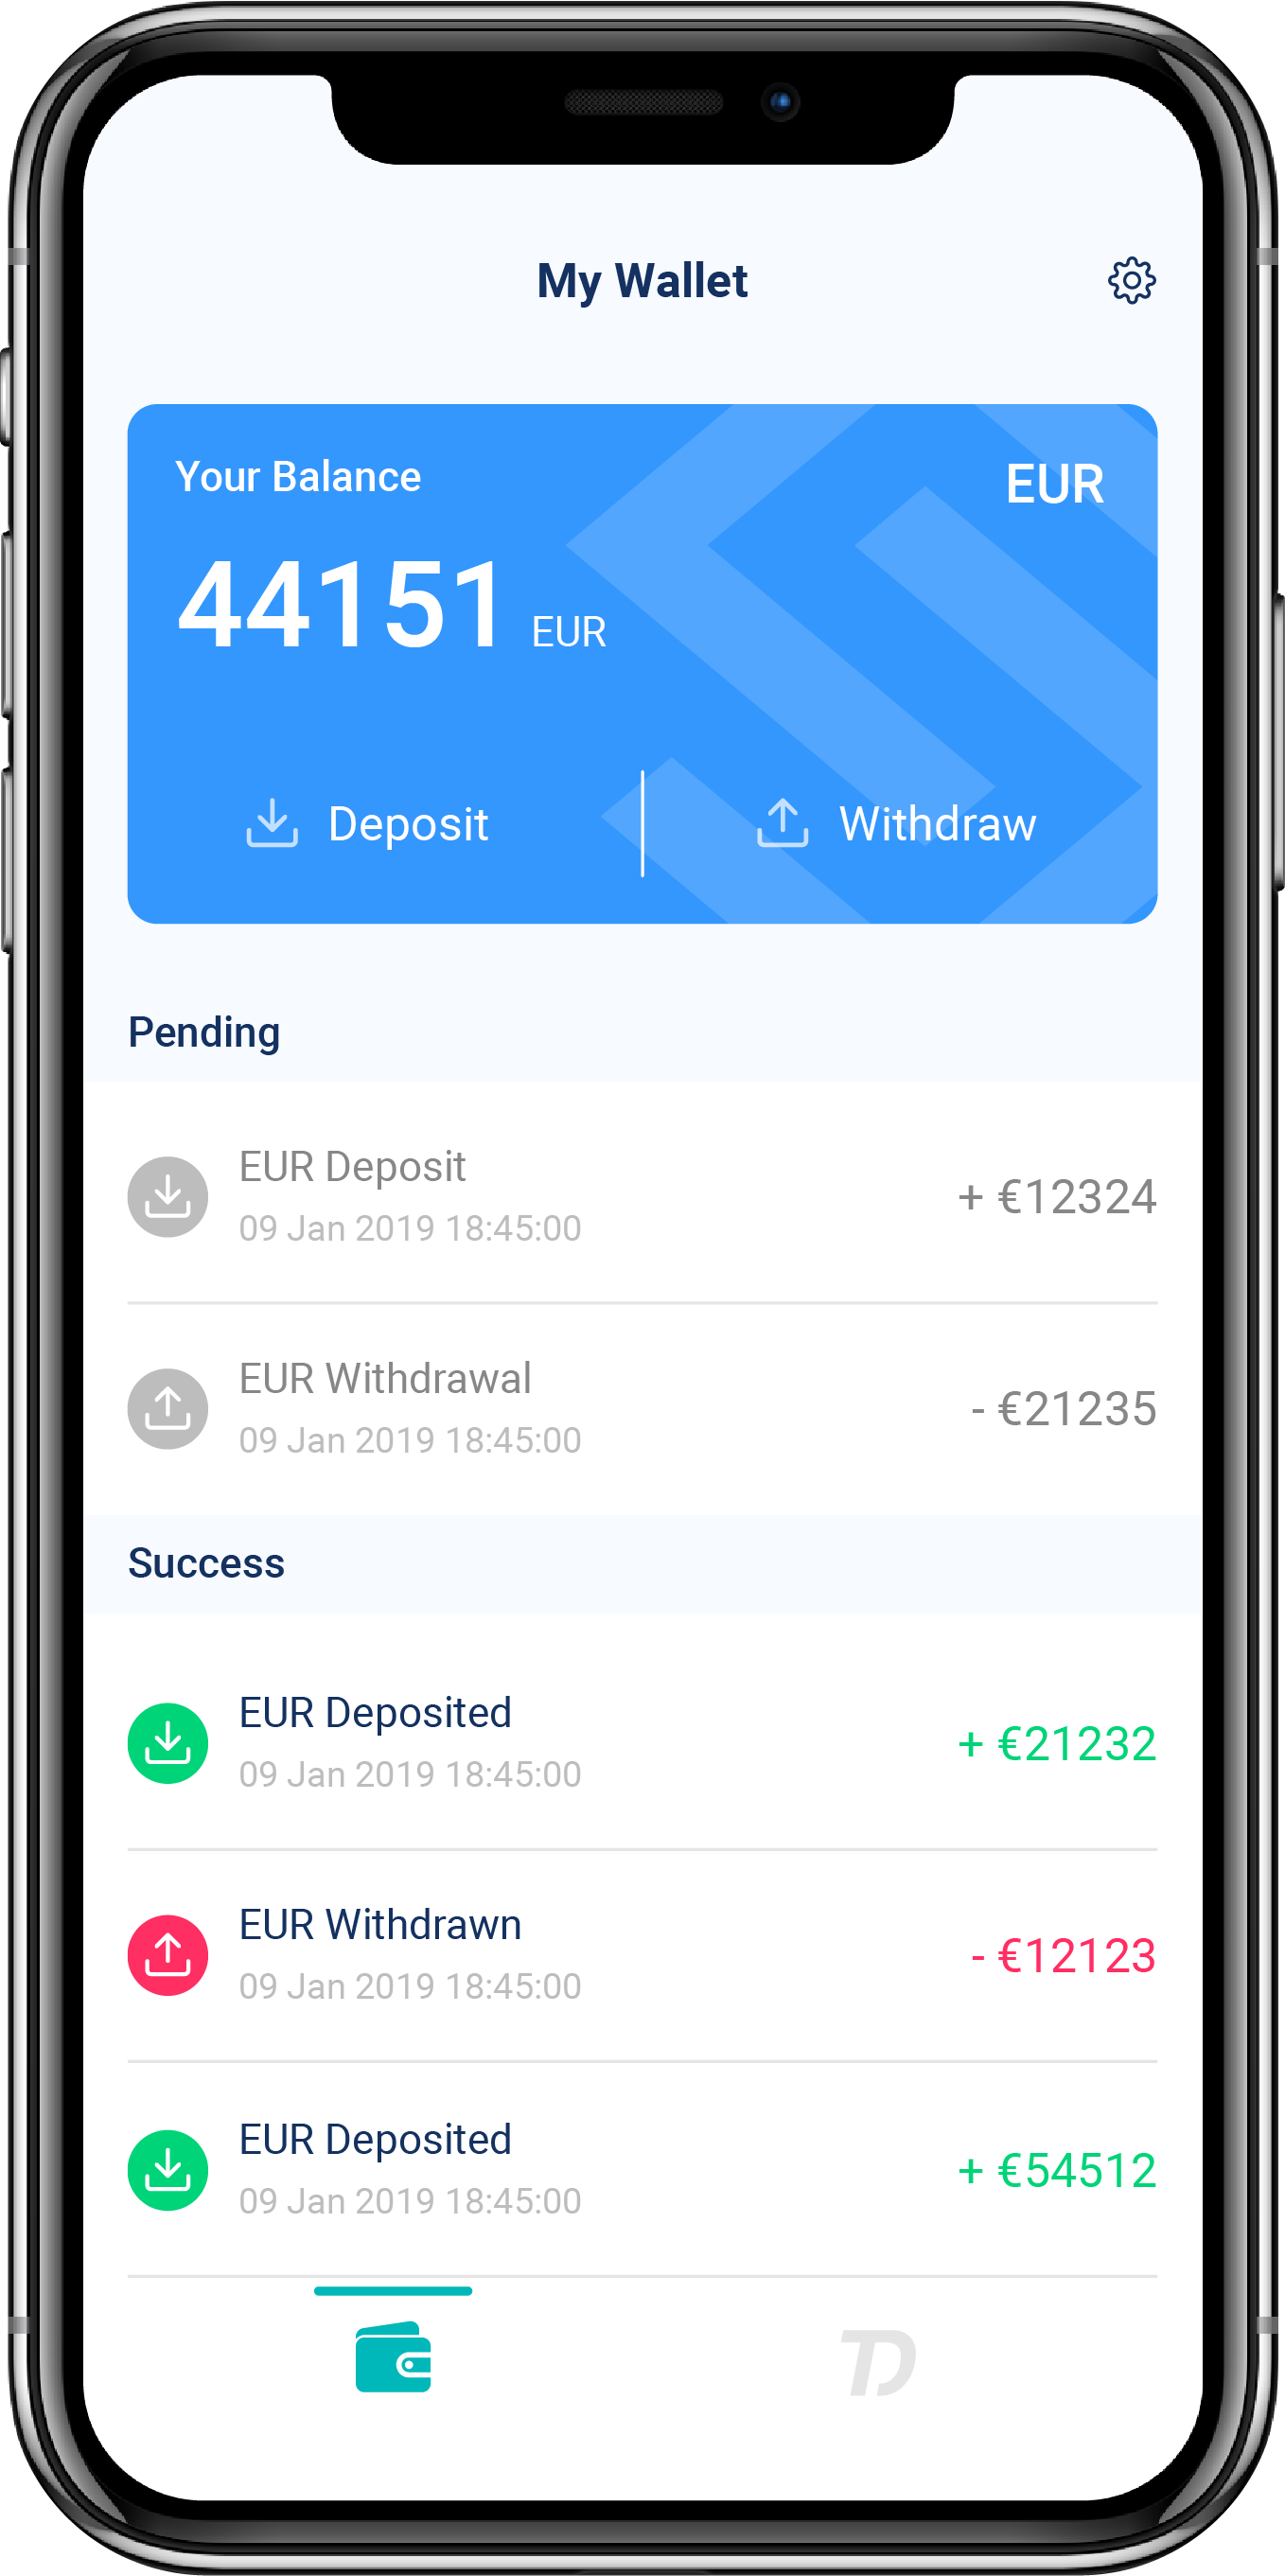 My Wallet
Your Balance
EUR
44151 EUR
Deposit
Withdraw
Pending
EUR Deposit
09 Jan 2019 18:45:00
+ €12324
EUR Withdrawal
09 Jan 2019 18:45:00
- €21235
Success
EUR Deposited
09 Jan 2019 18:45:00
+ €21232
EUR Withdrawn
09 Jan 2019 18:45:00
- €12123
EUR Deposited
09 Jan 2019 18:45:00
+ €54512
TD